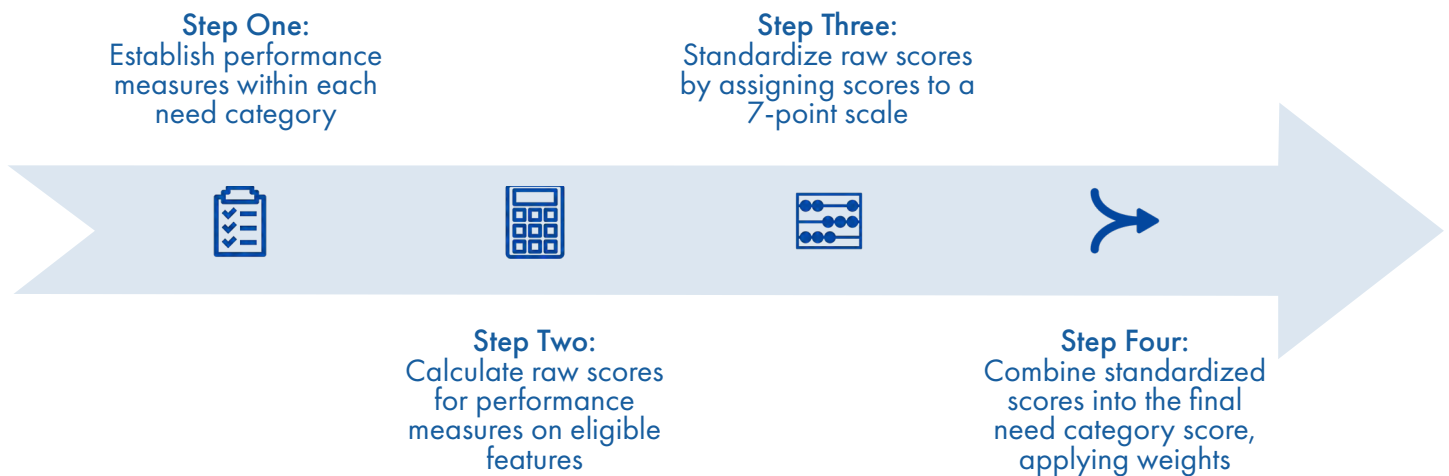 Step One:
Establish performance
measures within each
need category
Step Two:
Calculate raw scores
for performance
measures on eligible
features
Step Three:
Standardize raw scores
by assigning scores to a
7-point scale
Step Four:
Combine standardized
scores into the final
need category score,
applying weights